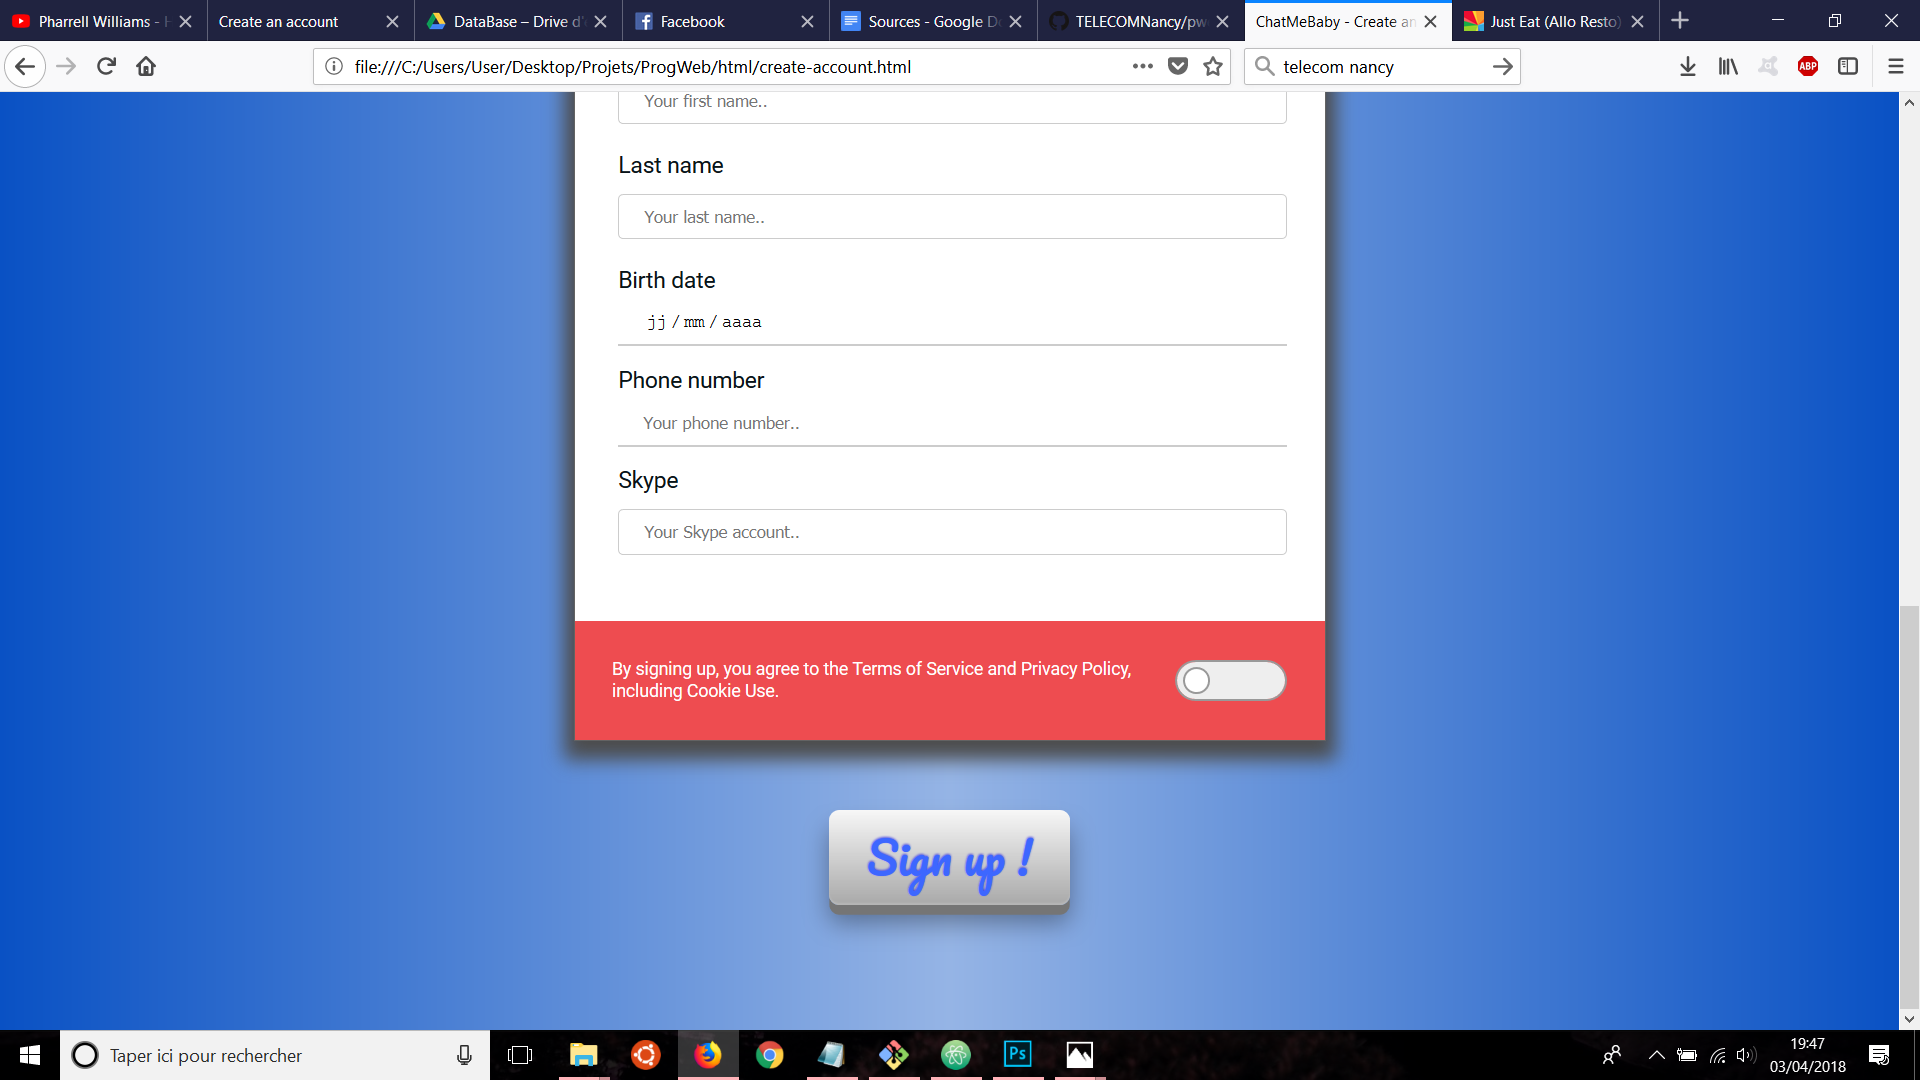 Pharrell Williams - H
Create an account
DataBase – Drive d'
Facebook
Sources - Google Do
TELECOMNancy/pw
ChatMeBaby - Create an
Just Eat (Allo Resto)
file:///C:/Users/User/Desktop/Projets/ProgWeb/html/create-account.html
telecom nancy
ABP
Your first name..
Last name
Your last name..
Birth date
jj / mm / aaaa
Phone number
Your phone number..
Skype
Your Skype account..
By signing up, you agree to the Terms of Service and Privacy Policy,
including Cookie Use.
Sign up !
Taper ici pour rechercher
Ps
19:47
03/04/2018